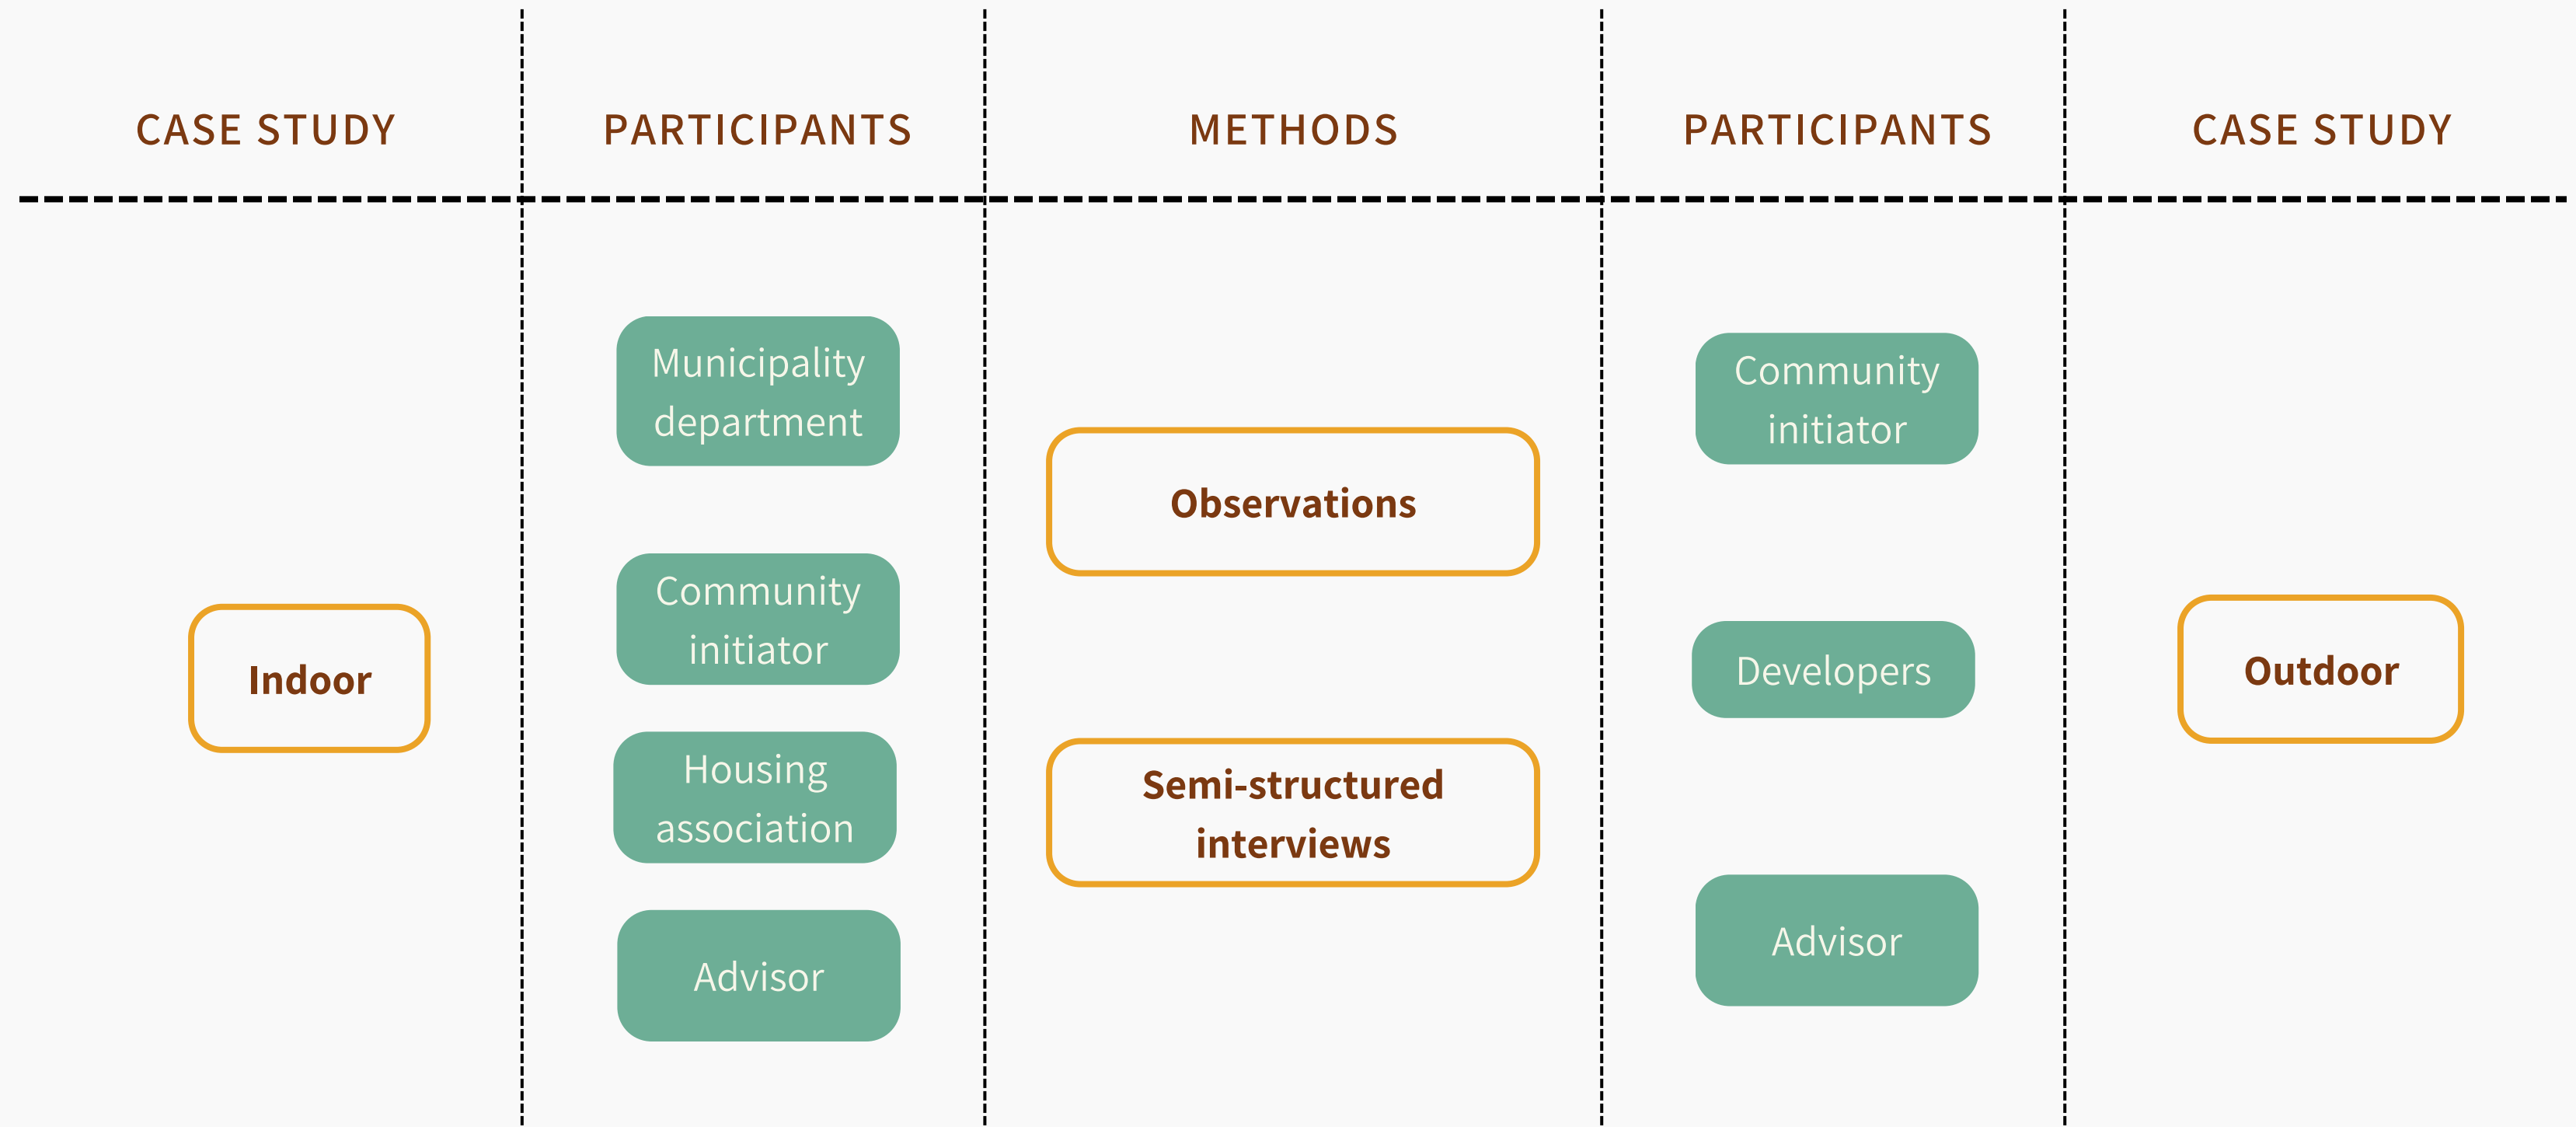 CASE STUDY
PARTICIPANTS
METHODS
PARTICIPANTS
CASE STUDY
Indoor
Municipality
department
Community
initiator
Housing
association
Advisor
Observations
Semi-structured
interviews
Community
initiator
Developers
Advisor
Outdoor